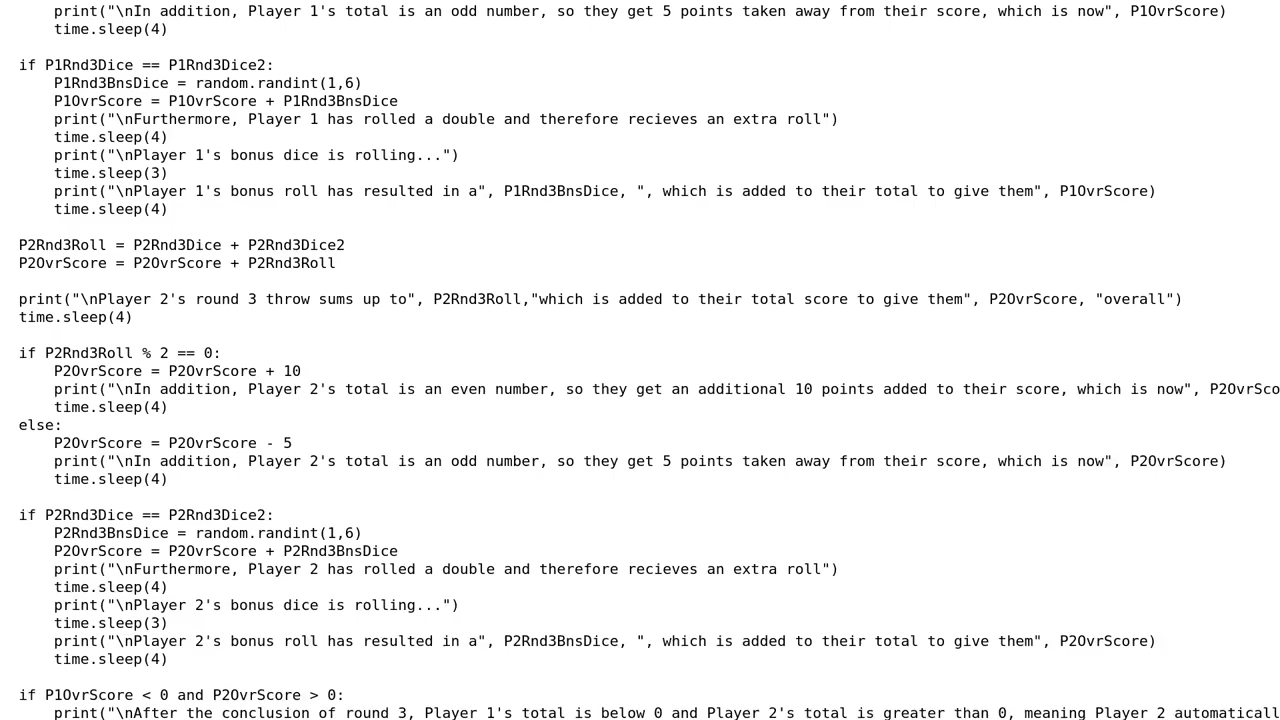 print("\nIn addition, Player 1's total is an odd number, so they get 5 points taken away from their score, which is now", P1OvrScore)
    time.sleep(4)

if P1Rnd3Dice == P1Rnd3Dice2:
    P1Rnd3BnsDice = random.randint(1,6)
    P1OvrScore = P1OvrScore + P1Rnd3BnsDice
    print("\nFurthermore, Player 1 has rolled a double and therefore recieves an extra roll")
    time.sleep(4)
    print("\nPlayer 1's bonus dice is rolling...")
    time.sleep(3)
    print("\nPlayer 1's bonus roll has resulted in a", P1Rnd3BnsDice, ", which is added to their total to give them", P1OvrScore)
    time.sleep(4)

P2Rnd3Roll = P2Rnd3Dice + P2Rnd3Dice2
P2OvrScore = P2OvrScore + P2Rnd3Roll

print("\nPlayer 2's round 3 throw sums up to", P2Rnd3Roll,"which is added to their total score to give them", P2OvrScore, "overall")
time.sleep(4)

if P2Rnd3Roll % 2 == 0:
    P2OvrScore = P2OvrScore + 10
    print("\nIn addition, Player 2's total is an even number, so they get an additional 10 points added to their score, which is now", P2OvrSco
    time.sleep(4)
else:
    P2OvrScore = P2OvrScore - 5
    print("\nIn addition, Player 2's total is an odd number, so they get 5 points taken away from their score, which is now", P2OvrScore)
    time.sleep(4)

if P2Rnd3Dice == P2Rnd3Dice2:
    P2Rnd3BnsDice = random.randint(1,6)
    P2OvrScore = P2OvrScore + P2Rnd3BnsDice
    print("\nFurthermore, Player 2 has rolled a double and therefore recieves an extra roll")
    time.sleep(4)
    print("\nPlayer 2's bonus dice is rolling...")
    time.sleep(3)
    print("\nPlayer 2's bonus roll has resulted in a", P2Rnd3BnsDice, ", which is added to their total to give them", P2OvrScore)
    time.sleep(4)

if P1OvrScore < 0 and P2OvrScore > 0:
    print("\nAfter the conclusion of round 3, Player 1's total is below 0 and Player 2's total is greater than 0, meaning Player 2 automaticall